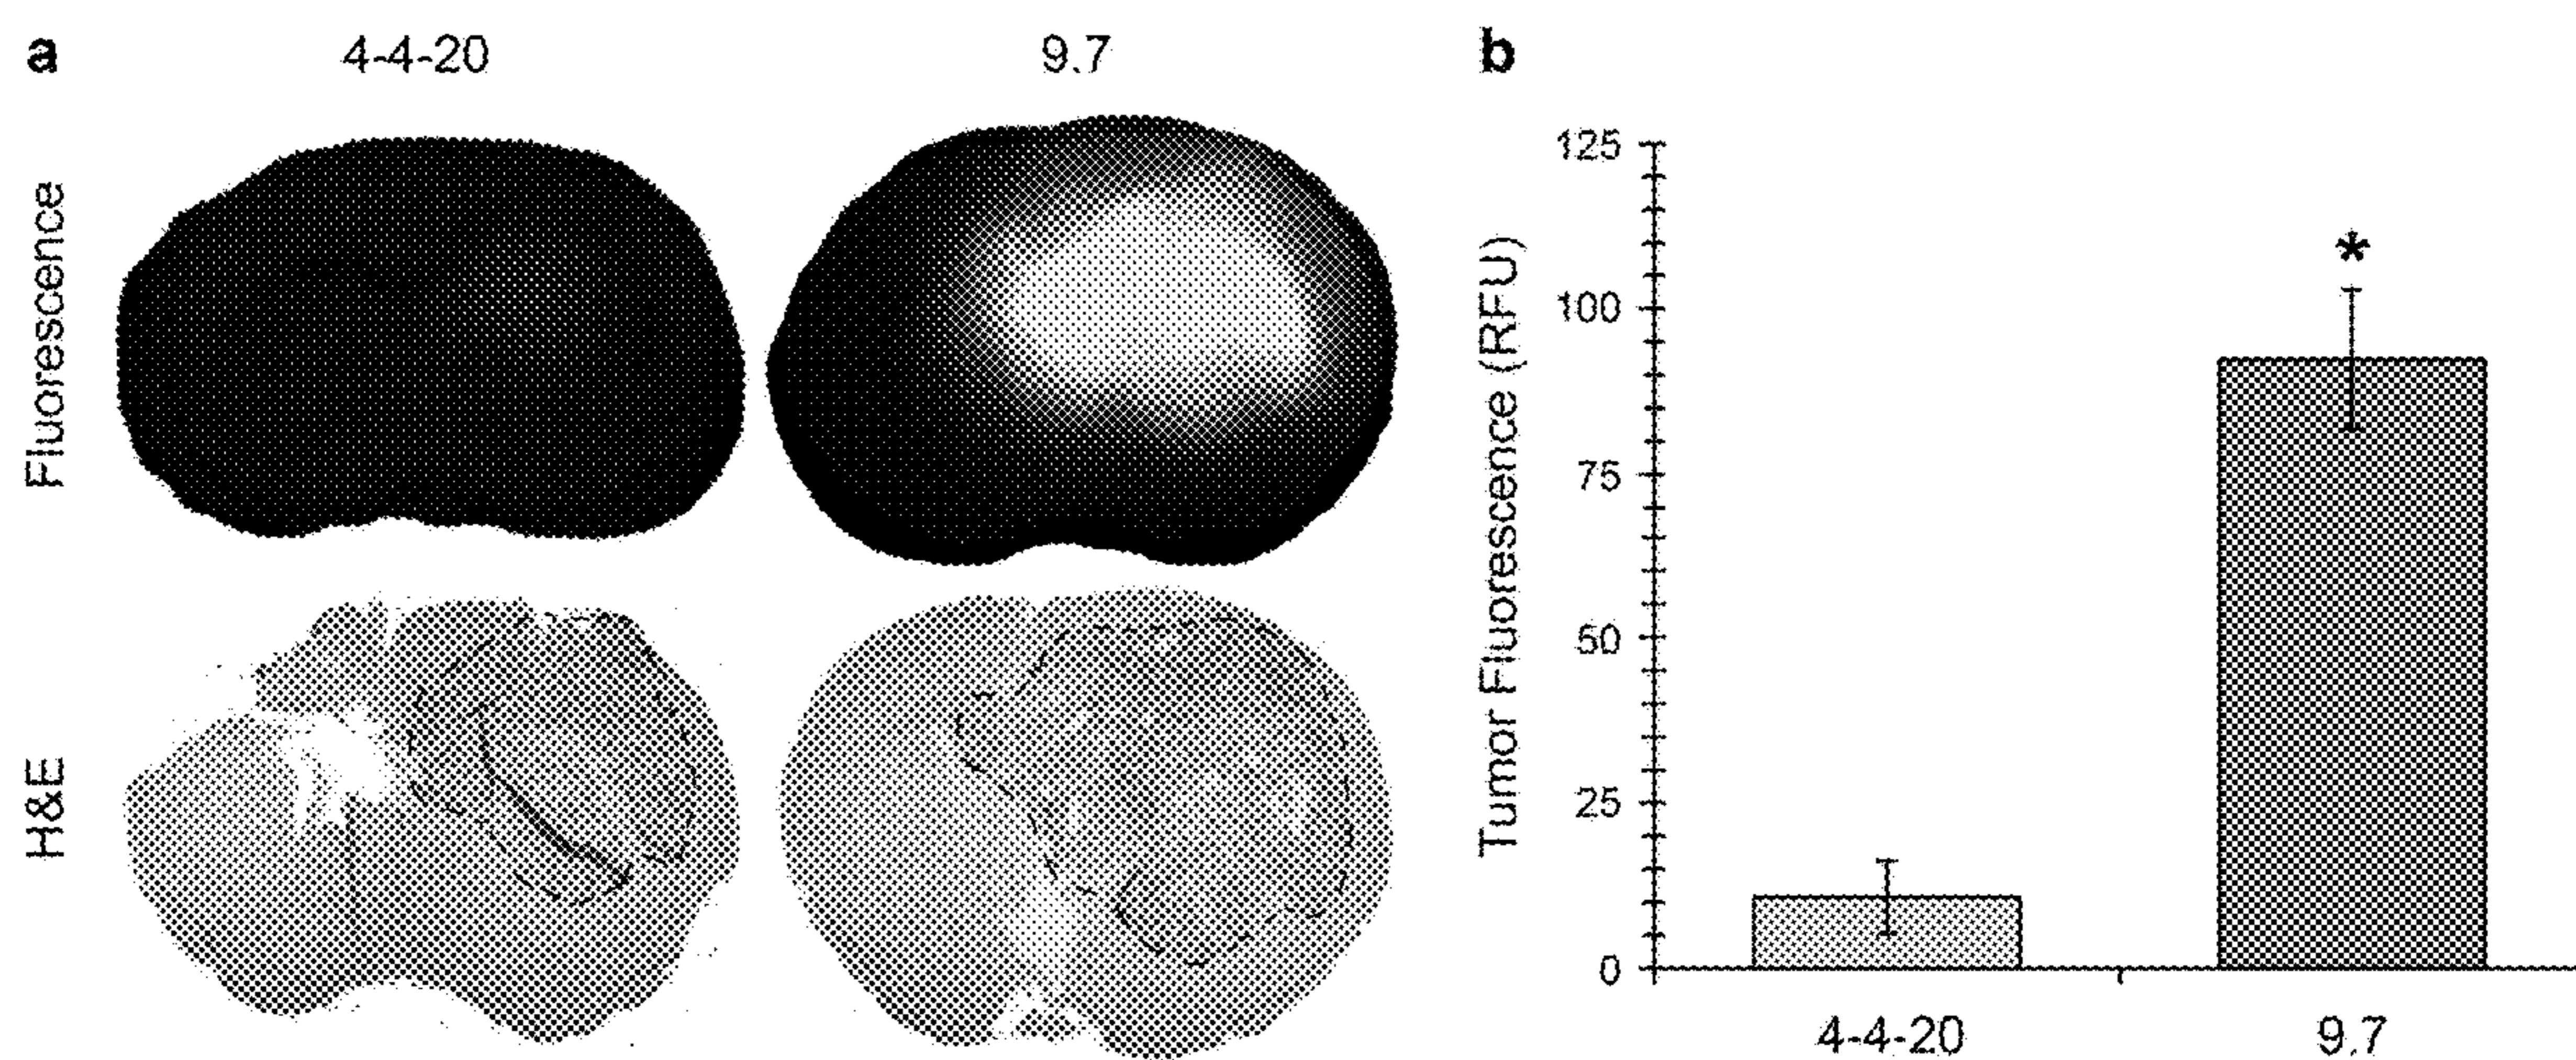 a
4-4-20
9.7
Fluorescence
H&E
b
Tumor Fluorescence (RFU)
125
100
75
50
25
0
*
4-4-20
9.7